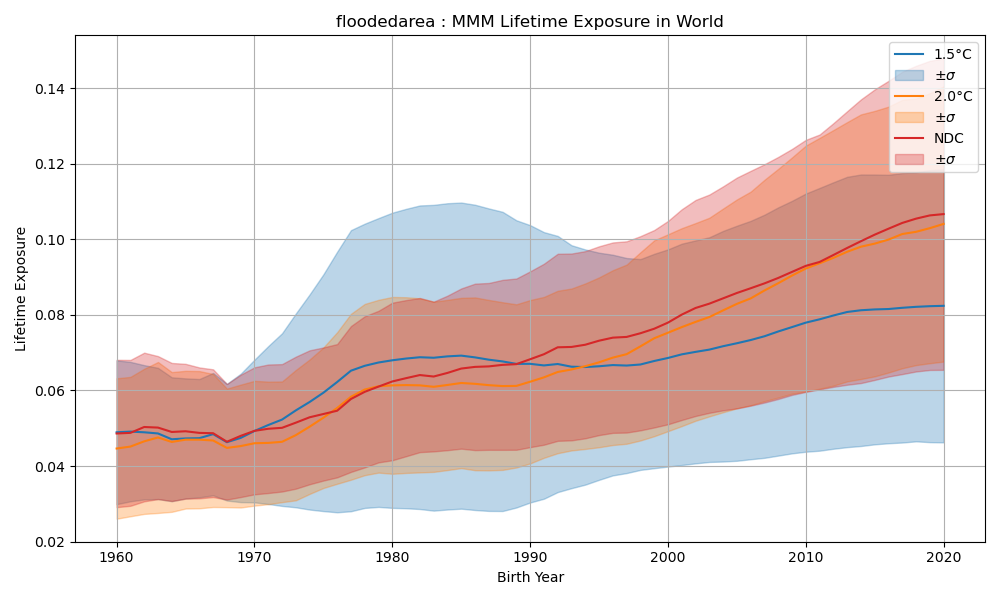 floodedarea : MMM Lifetime Exposure in World
Lifetime Exposure
0.14
0.12
0.10
0.08
0.06
0.04
0.02
1.5°C
±σ
2.0°C
±σ
NDC
±σ
1960 1970 1980 1990 2000 2010 2020
Birth Year